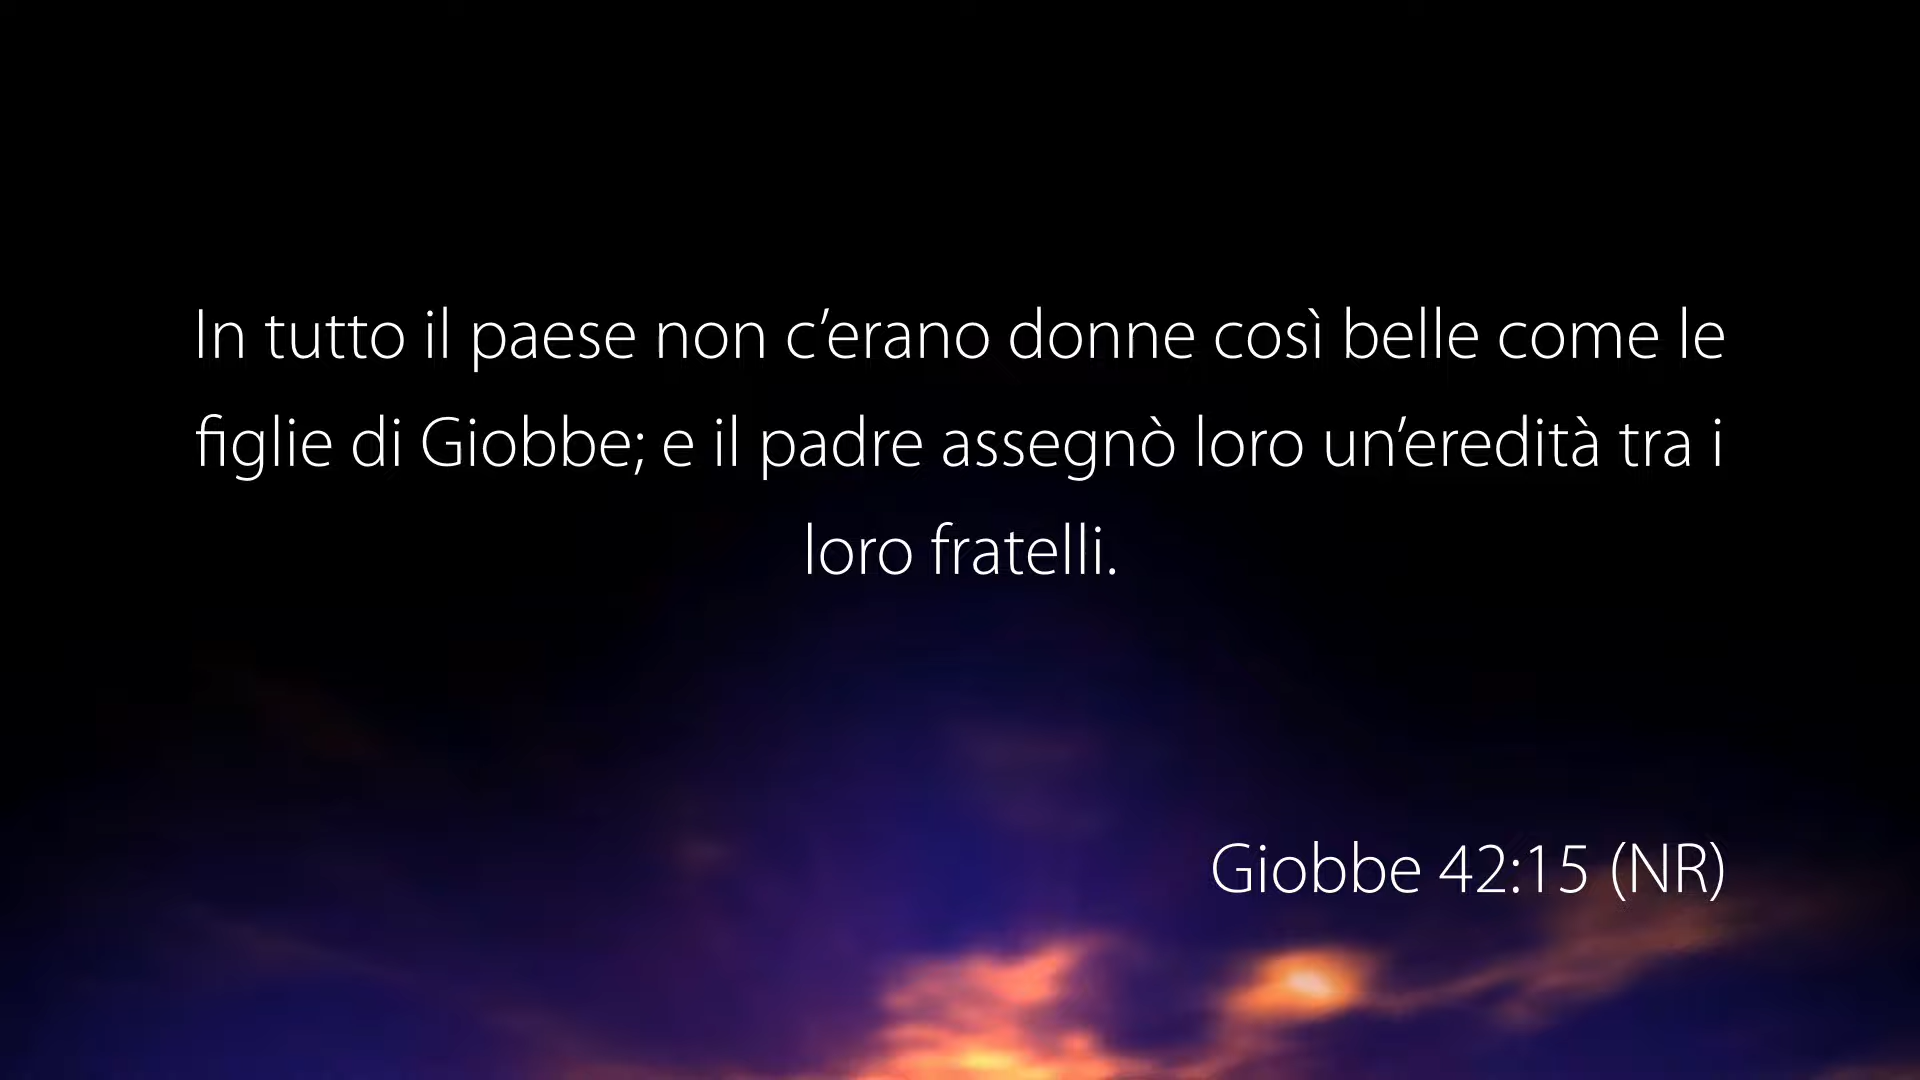 In tutto il paese non c’erano donne così belle come le
figlie di Giobbe; e il padre assegnò loro un’eredità tra i
loro fratelli.
Giobbe 42:15 (NR)